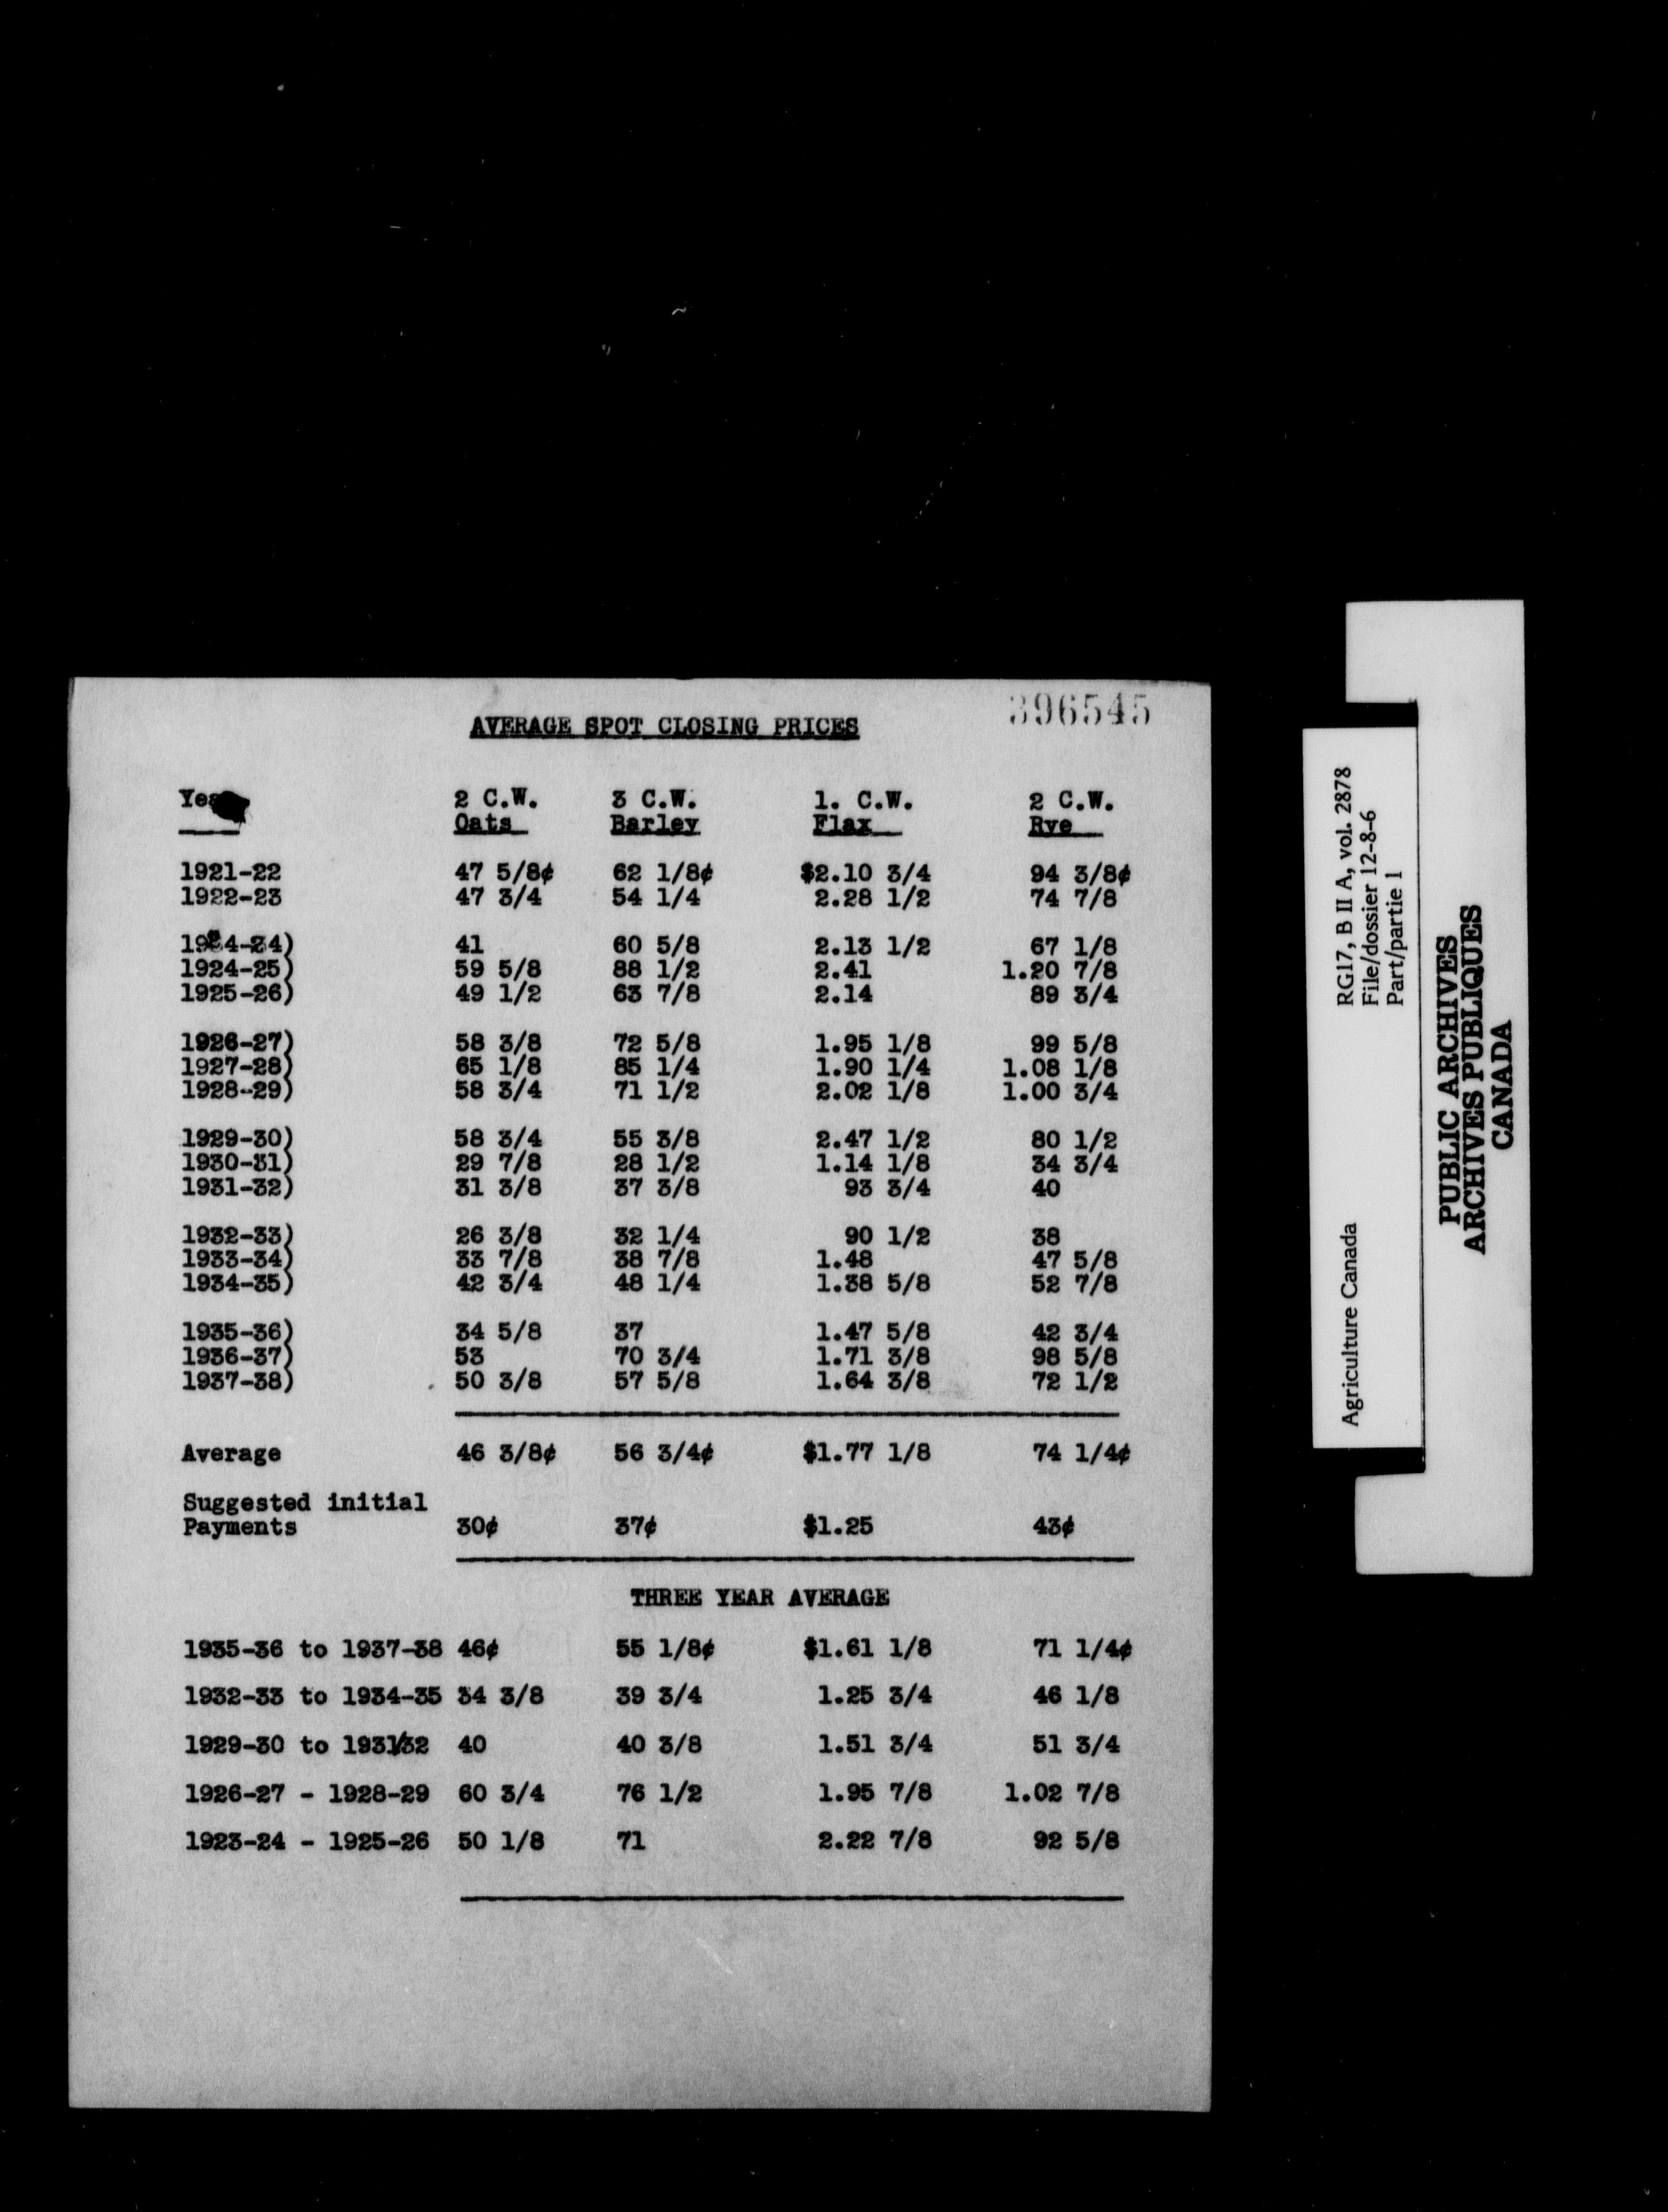 396545
AVERAGE SPOT CLOSING PRICES
2 C.W. 3 C.W. 1. C.W. 2 C.W.
Oats Barley Flax Rye
1921-22 47 5/8¢ 62 1/8¢ $2.10 3/4 94 3/8¢
1922-23 47 3/4 54 1/4 2.28 1/2 74 7/8
41 60 5/8 2.13 1/2 67 1/8
1924-25) 59 5/8 88 1/2 2.41 1.20 7/8
1925-26) 49 1/2 63 7/8 2.14 89 3/4
1926-27) 58 3/8 72 5/8 1.95 1/8 99 5/8
1927-28) 65 1/8 85 1/4 1.90 1/4 1.08 1/8
1928-29) 58 3/4 71 1/2 2.02 1/8 1.00 3/4
1929-30) 58 3/4 55 3/8 2.47 1/2 80 1/2
1930-31) 29 7/8 28 1/2 1.14 1/8 34 3/4
1931-32) 31 3/8 37 3/8 93 3/4 40
1932-33) 26 3/8 32 1/4 90 1/2 38
1933-34) 33 7/8 38 7/8 1.48 47 5/8
1934-35) 42 3/4 48 1/4 1.38 5/8 52 7/8
1935-36) 34 5/8 37 1.47 5/8 42 3/4
1936-37) 53 70 3/4 1.71 3/8 98 5/8
1937-38) 50 3/8 57 5/8 1.64 3/8 72 1/2
Average 46 3/8¢ 56 3/4¢ $1.77 1/8 74 1/4¢
Suggested initial
Payments 30¢ 37¢ $1.25 43¢
THREE YEAR AVERAGE
1935-36 to 1937-38 46¢ 55 1/8¢ $1.61 1/8 71 1/4¢
1932-33 to 1934-35 34 3/8 39 3/4 1.25 3/4 46 1/8
1929-30 to 1931/32 40 40 3/8 1.51 3/4 51 3/4
1926-27 - 1928-29 60 3/4 76 1/2 1.95 7/8 1.02 7/8
1923-24 - 1925-26 50 1/8 71 2.22 7/8 92 5/8
Agriculture Canada RG17, B II A, vol. 2878
File/dossier 12-8-6
Part/partie 1
PUBLIC ARCHIVES
ARCHIVES PUBLIQUES
CANADA